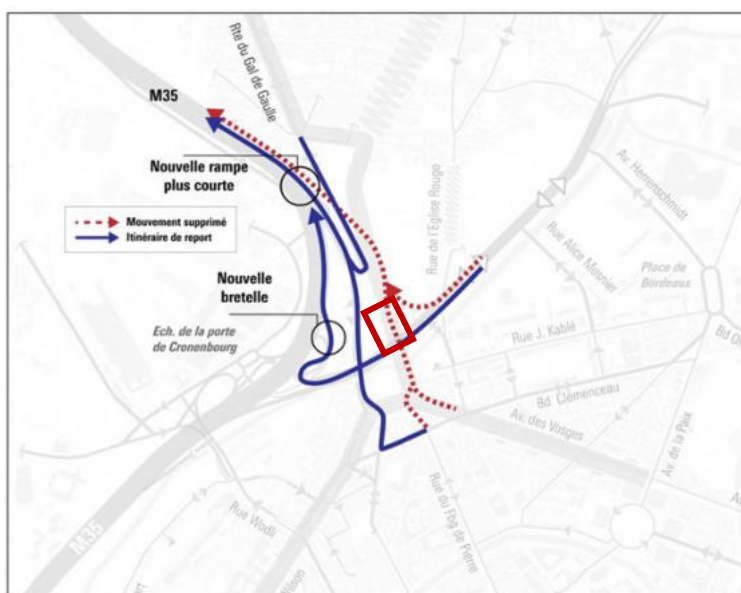 Rte du Gal de Gaulle
M35
Nouvelle rampe
plus courte
Mouvement supprimé
Itinéraire de report
Nouvelle
bretelle
Ech. de la porte
de Cronenbourg
Rue de l'Eglise Rouge
Av. Herrenschmidt
Rue Alice Mosnier
Place de
Bordeaux
Rue J. Kablé
Bd Clémenceau
Av. des Vosges
Av. de la Paix
Rue du Fbg de Pierre
Rue Wodli
M35